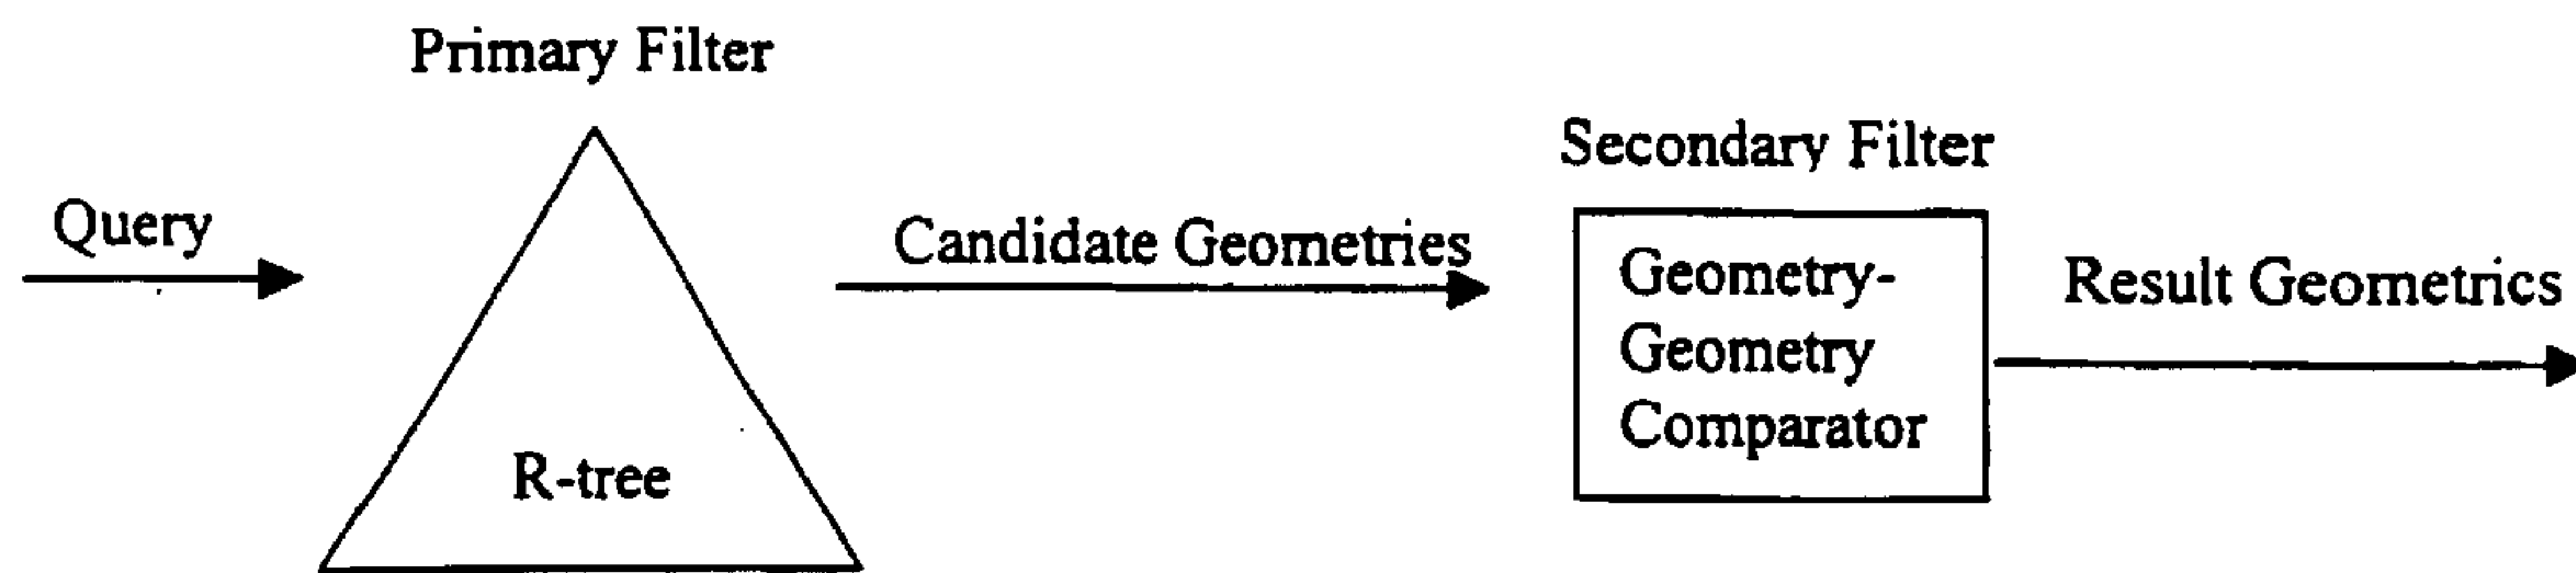 Primary Filter
Query
R-tree
Candidate Geometries
Secondary Filter
Geometry-
Geometry
Comparator
Result Geometrics